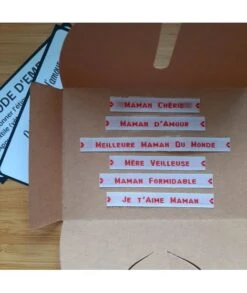 MAMAN CHÉRIE
MAMAN D'AMOUR
MEILLEURE MAMAN DU MONDE
MÈRE VEILLEUSE
MAMAN FORMIDABLE
JE T'AIME MAMAN